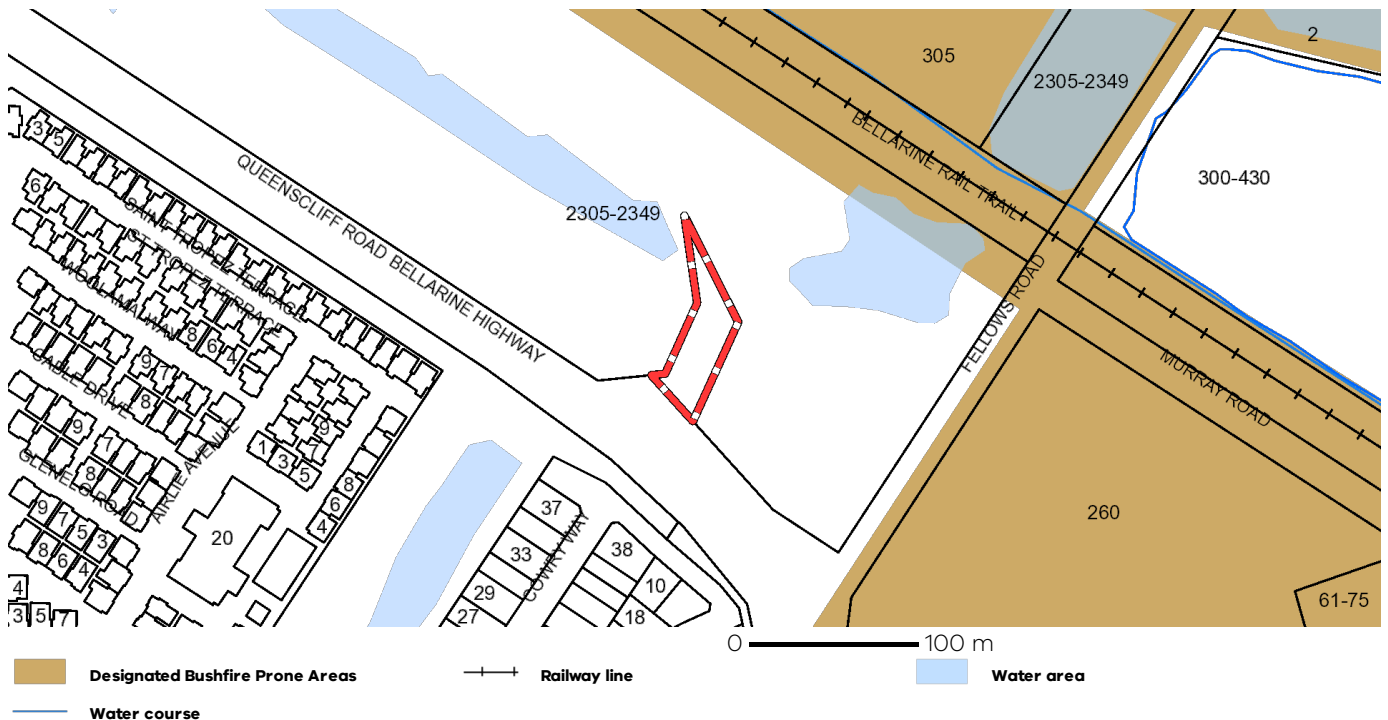 2
305
2305-2349
3
5
BELLARINE RAIL TRAIL
300-430
6
QUEENSCLIFF ROAD BELLARINE HIGHWAY
2305-2349
SAINT TROPEZ TERRACE
ST TROPEZ TERRACE
WOOLAMAI WAY
8
6
4
FELLOWS ROAD
MURRAY ROAD
CABLE DRIVE
9
7
8
9
7
9
7
1
3
5
8
6
4
AIRLIE AVENUE
GLENELG ROAD
8
9
7
5
3
8
6
4
20
37
33
29
27
COWRY WAY
38
10
18
260
61-75
4
3
5
7
0
100 m
Designated Bushfire Prone Areas
Railway line
Water area
Water course